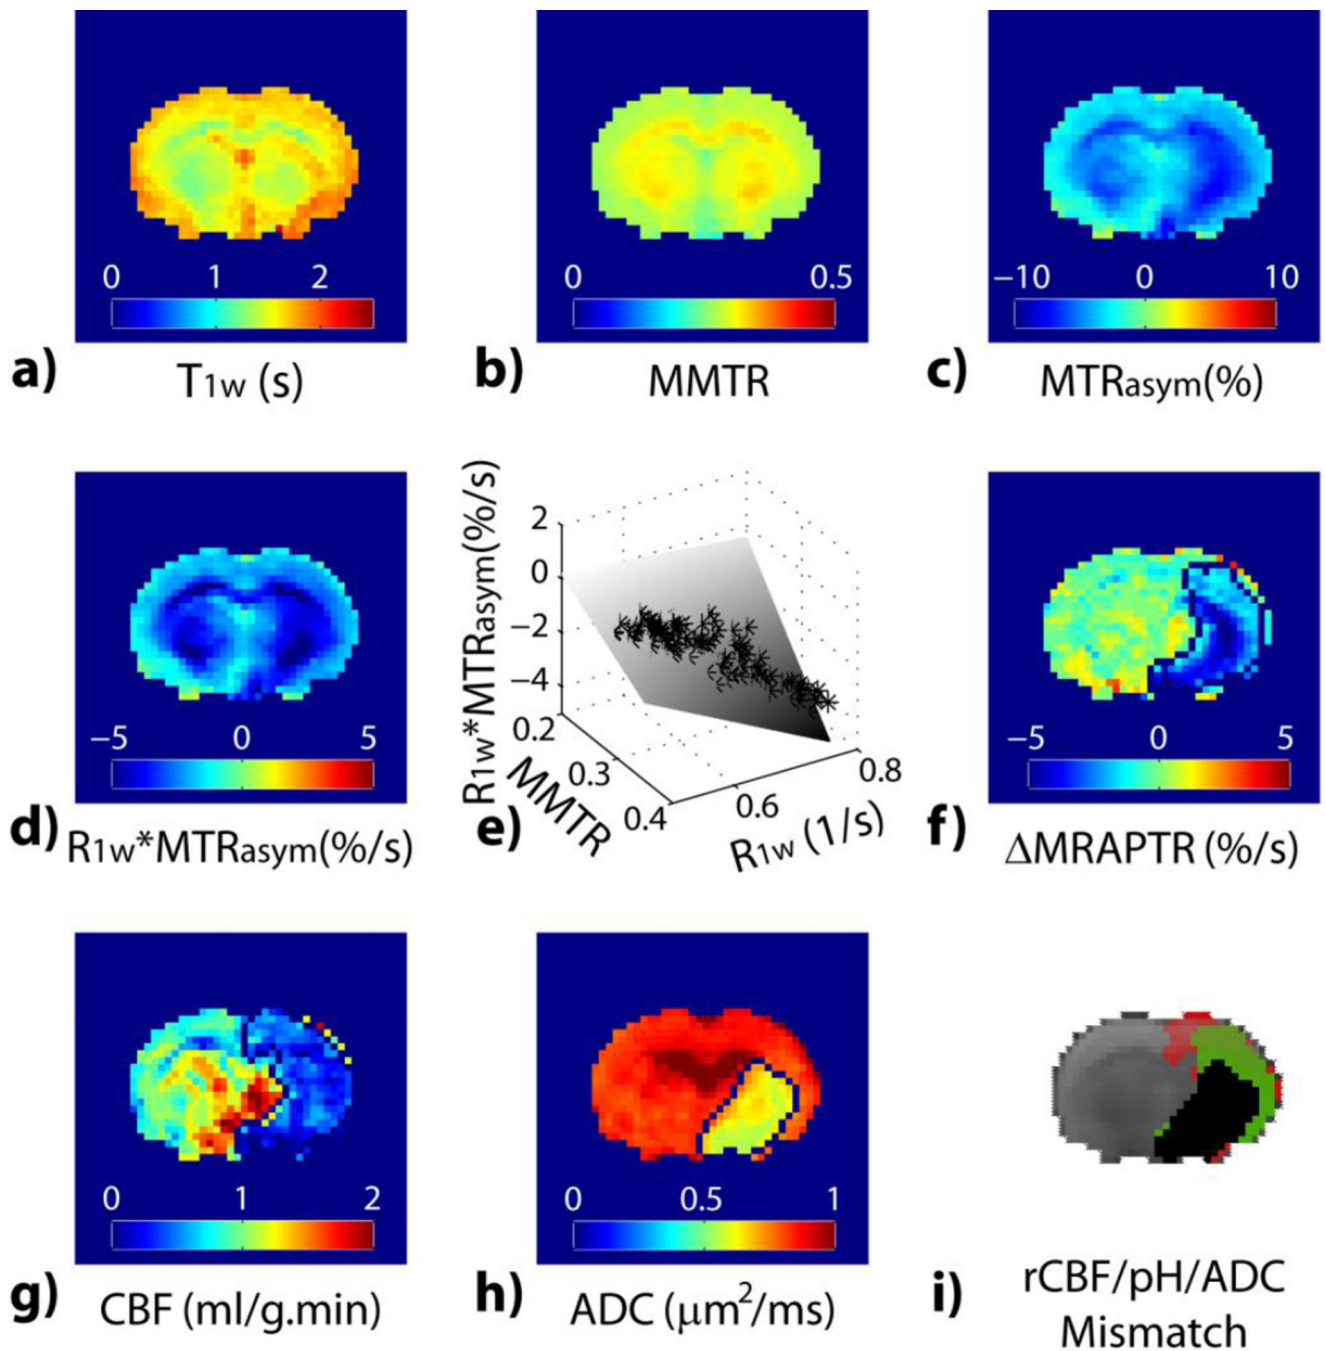 0 1 2
a) T1w (s)
0 0.5
b) MMTR
−10 0 10
c) MTRasym(%)
−5 0 5
d) R1w*MTRasym(%/s)
R1w*MTRasym(%/s)
2
0
−2
−4
0.2
0.3
0.4
MMTR
0.6
0.8
R1w (1/s)
e)
−5 0 5
f) ΔMRAPTR (%/s)
0 1 2
g) CBF (ml/g.min)
0 0.5 1
h) ADC (μm²/ms)
i) rCBF/pH/ADC
Mismatch